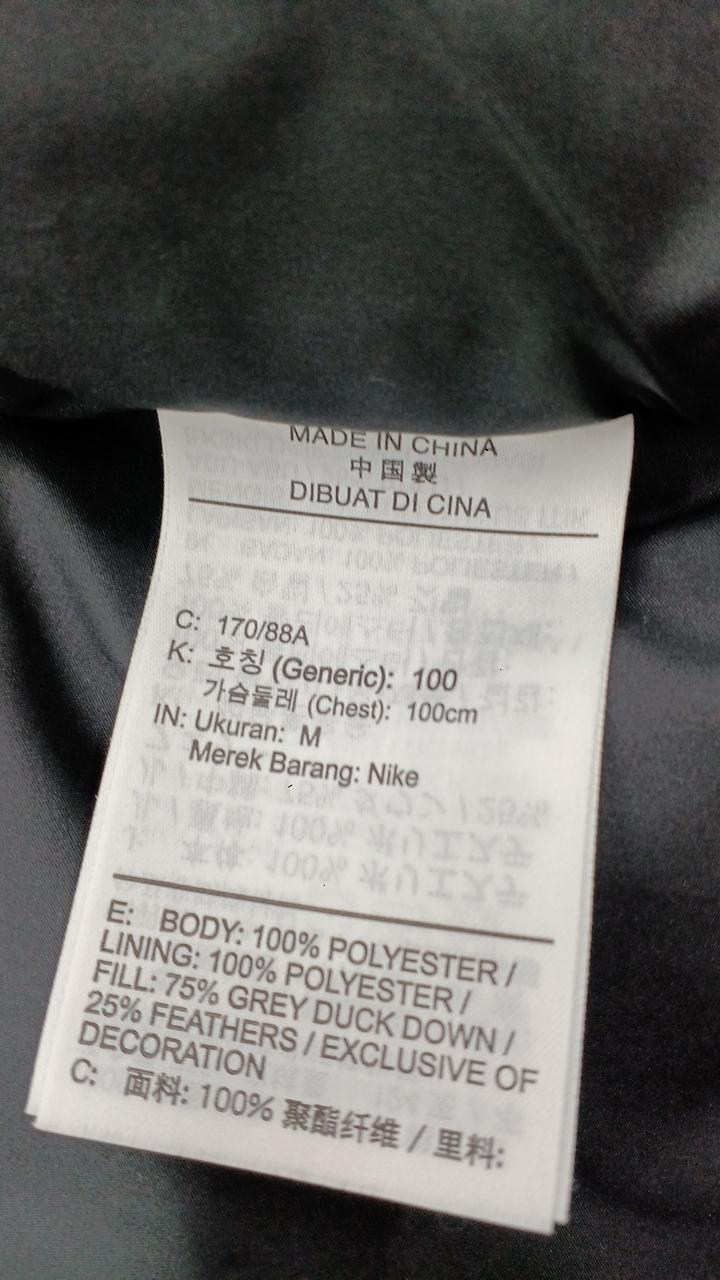 MADE IN CHINA
中国製
DIBUAT DI CINA
C: 170/88A
K: 호칭 (Generic): 100
가슴둘레 (Chest): 100cm
IN: Ukuran: M
Merek Barang: Nike
E: BODY: 100% POLYESTER /
LINING: 100% POLYESTER /
FILL: 75% GREY DUCK DOWN /
25% FEATHERS / EXCLUSIVE OF
DECORATION
C: 面料: 100% 聚酯纤维 / 里料: